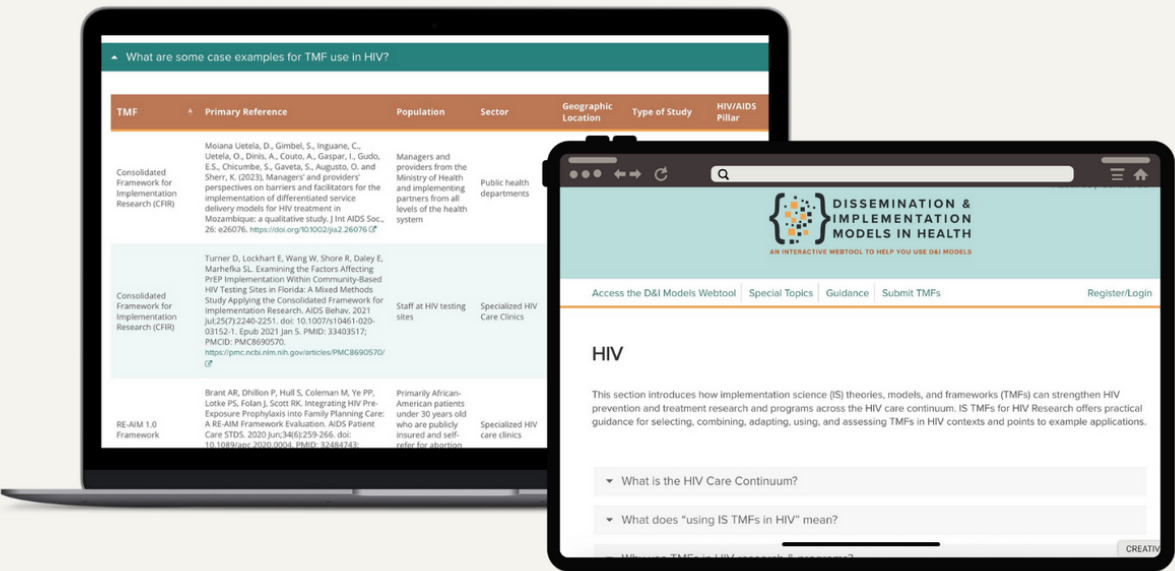 What are some case examples for TMF use in HIV?
TMF
Primary Reference
Population
Sector
Geographic
Location
Type of Study
HIV/AIDS
Pillar
Consolidated
Framework for
Implementation
Research (CFIR)
Moiana Uetela, D., Gimbel, S., Inguane, C.,
Uetela, O., Dinis, A., Couto, A., Gaspar, I., Gudo,
E.S., Chicumbe, S., Gaveta, S., Augusto, O. and
Sherr, K. (2023), Managers' and providers'
perspectives on barriers and facilitators for the
implementation of differentiated service
delivery models for HIV treatment in
Mozambique: a qualitative study. J Int AIDS Soc.,
26: e26076. https://doi.org/10.1002/jia2.26076
Managers and
providers from the
Ministry of Health
and implementing
partners from all
levels of the health
system
Public health
departments
Consolidated
Framework for
Implementation
Research (CFIR)
Turner D, Lockhart E, Wang W, Shore R, Daley E,
Marhefka SL. Examining the Factors Affecting
PrEP Implementation Within Community-Based
HIV Testing Sites in Florida: A Mixed Methods
Study Applying the Consolidated Framework for
Implementation Research. AIDS Behav. 2021
Jul;25(7):2240-2251. doi: 10.1007/s10461-020-
03152-1. Epub 2021 Jan 5. PMID: 33403517;
PMCID: PMC8690570.
https://pmc.ncbi.nlm.nih.gov/articles/PMC8690570/
Staff at HIV testing
sites
Specialized HIV
Care Clinics
RE-AIM 1.0
Framework
Brant AR, Dhillon P, Hull S, Coleman M, Ye PP,
Lotke PS, Folan J, Scott RK. Integrating HIV Pre-
Exposure Prophylaxis into Family Planning Care:
A RE-AIM Framework Evaluation. AIDS Patient
Care STDS. 2020 Jun;34(6):259-266. doi:
10.1089/apc.2020.0004. PMID: 32484743;
Primarily African-
American patients
under 30 years old
who are publicly
insured and self-
refer for abortion
Specialized HIV
care clinics
DISSEMINATION &
IMPLEMENTATION
MODELS IN HEALTH
AN INTERACTIVE WEBTOOL TO HELP YOU USE D&I MODELS
Access the D&I Models Webtool
Special Topics
Guidance
Submit TMFs
Register/Login
HIV
This section introduces how implementation science (IS) theories, models, and frameworks (TMFs) can strengthen HIV
prevention and treatment research and programs across the HIV care continuum. IS TMFs for HIV Research offers practical
guidance for selecting, combining, adapting, using, and assessing TMFs in HIV contexts and points to example applications.
What is the HIV Care Continuum?
What does "using IS TMFs in HIV" mean?
Why use TMFs in HIV research & programs?
CREATIV